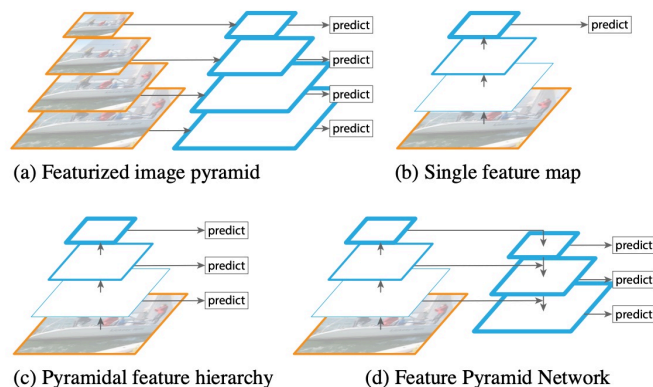 predict
predict
predict
predict
predict
(a) Featurized image pyramid
(b) Single feature map
predict
predict
predict
predict
predict
predict
(c) Pyramidal feature hierarchy
(d) Feature Pyramid Network